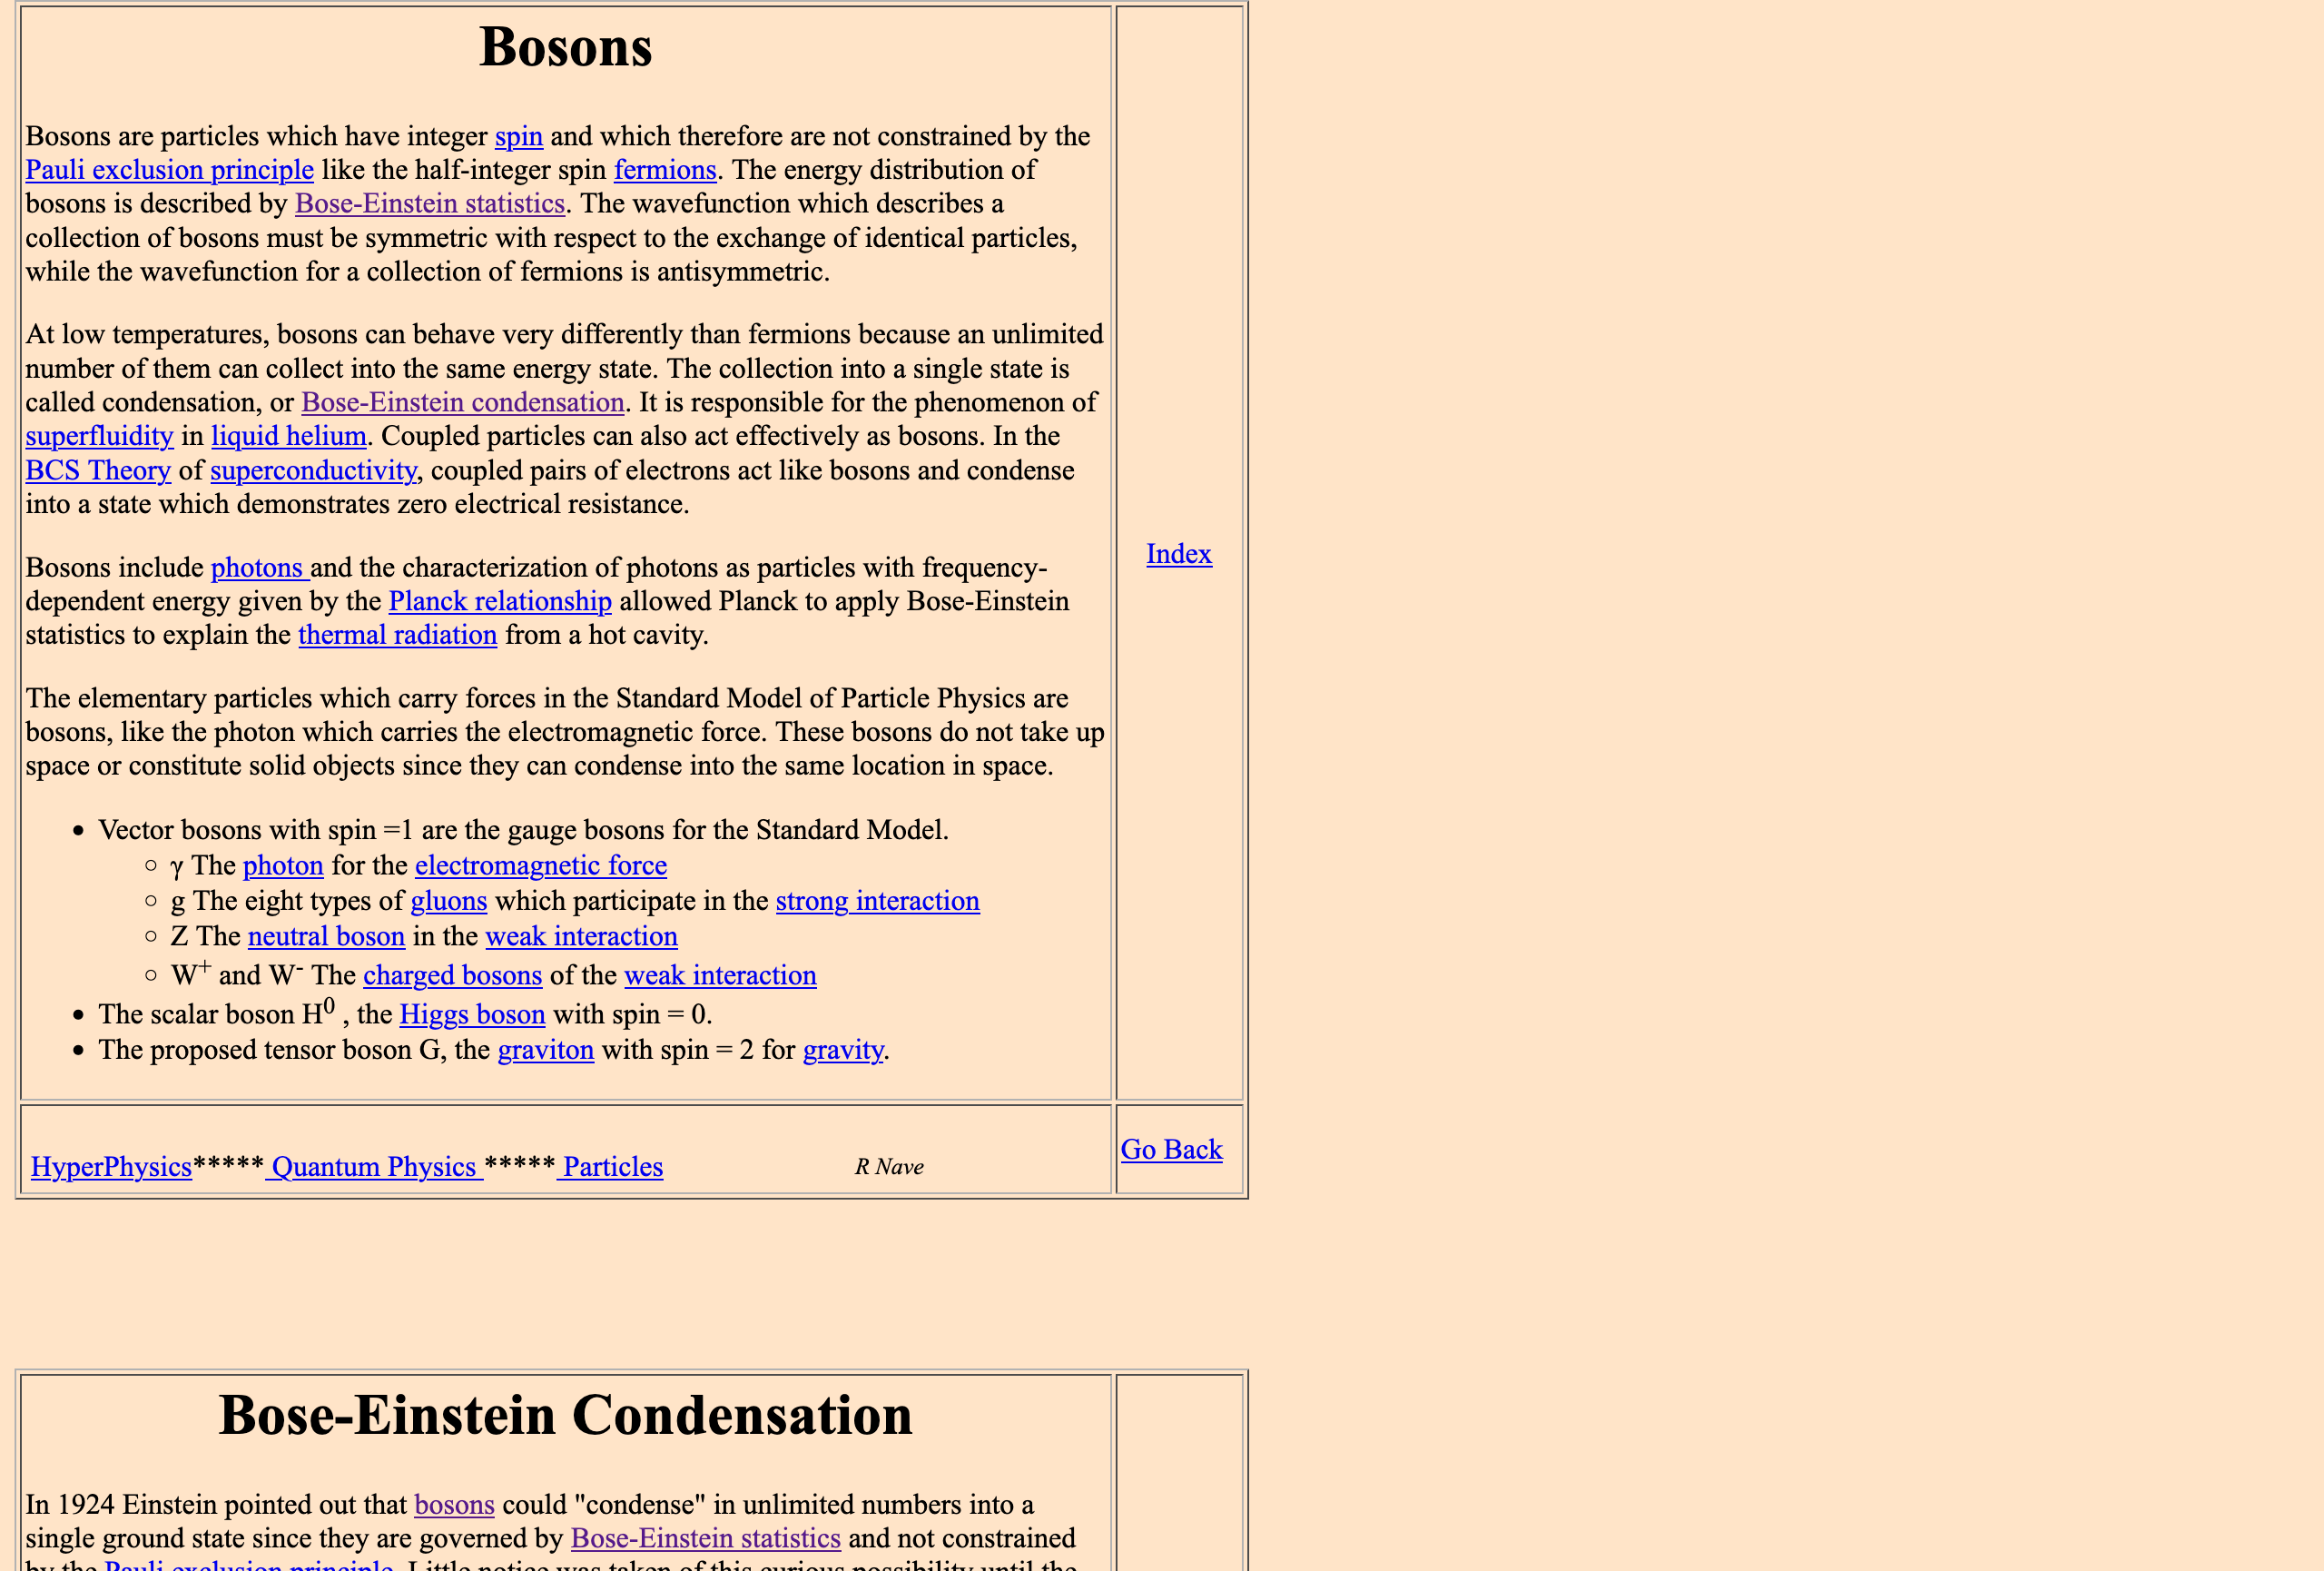 Bosons
Bosons are particles which have integer spin and which therefore are not constrained by the
Pauli exclusion principle like the half-integer spin fermions. The energy distribution of
bosons is described by Bose-Einstein statistics. The wavefunction which describes a
collection of bosons must be symmetric with respect to the exchange of identical particles,
while the wavefunction for a collection of fermions is antisymmetric.
At low temperatures, bosons can behave very differently than fermions because an unlimited
number of them can collect into the same energy state. The collection into a single state is
called condensation, or Bose-Einstein condensation. It is responsible for the phenomenon of
superfluidity in liquid helium. Coupled particles can also act effectively as bosons. In the
BCS Theory of superconductivity, coupled pairs of electrons act like bosons and condense
into a state which demonstrates zero electrical resistance.
Bosons include photons and the characterization of photons as particles with frequency-
dependent energy given by the Planck relationship allowed Planck to apply Bose-Einstein
statistics to explain the thermal radiation from a hot cavity.
The elementary particles which carry forces in the Standard Model of Particle Physics are
bosons, like the photon which carries the electromagnetic force. These bosons do not take up
space or constitute solid objects since they can condense into the same location in space.
• Vector bosons with spin =1 are the gauge bosons for the Standard Model.
◦ γ The photon for the electromagnetic force
◦ g The eight types of gluons which participate in the strong interaction
◦ Z The neutral boson in the weak interaction
◦ W⁺ and W⁻ The charged bosons of the weak interaction
• The scalar boson H⁰ , the Higgs boson with spin = 0.
• The proposed tensor boson G, the graviton with spin = 2 for gravity.
Index
HyperPhysics***** Quantum Physics ***** Particles R Nave
Go Back
Bose-Einstein Condensation
In 1924 Einstein pointed out that bosons could "condense" in unlimited numbers into a
single ground state since they are governed by Bose-Einstein statistics and not constrained
by the Pauli exclusion principle. Little notice was taken of this curious possibility until the